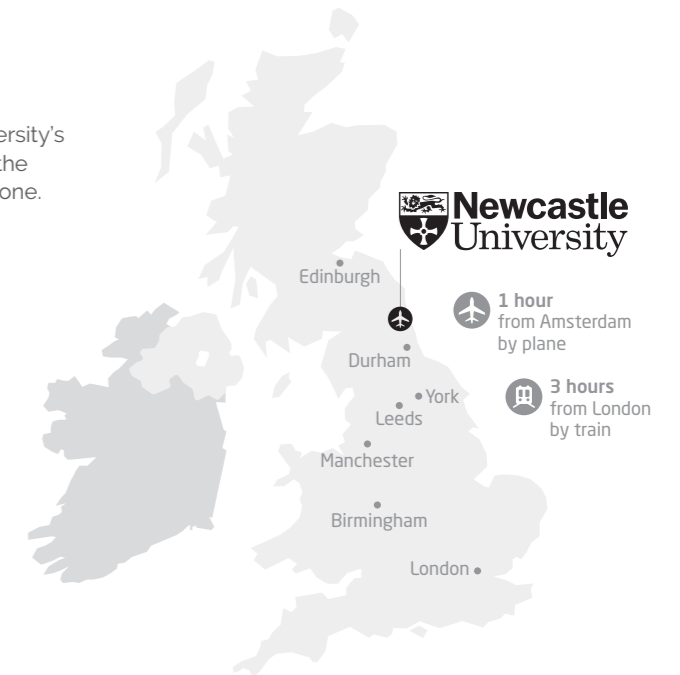 ersity's
the
one.
Newcastle
University
Edinburgh
1 hour
from Amsterdam
by plane
Durham
3 hours
from London
by train
York
Leeds
Manchester
Birmingham
London